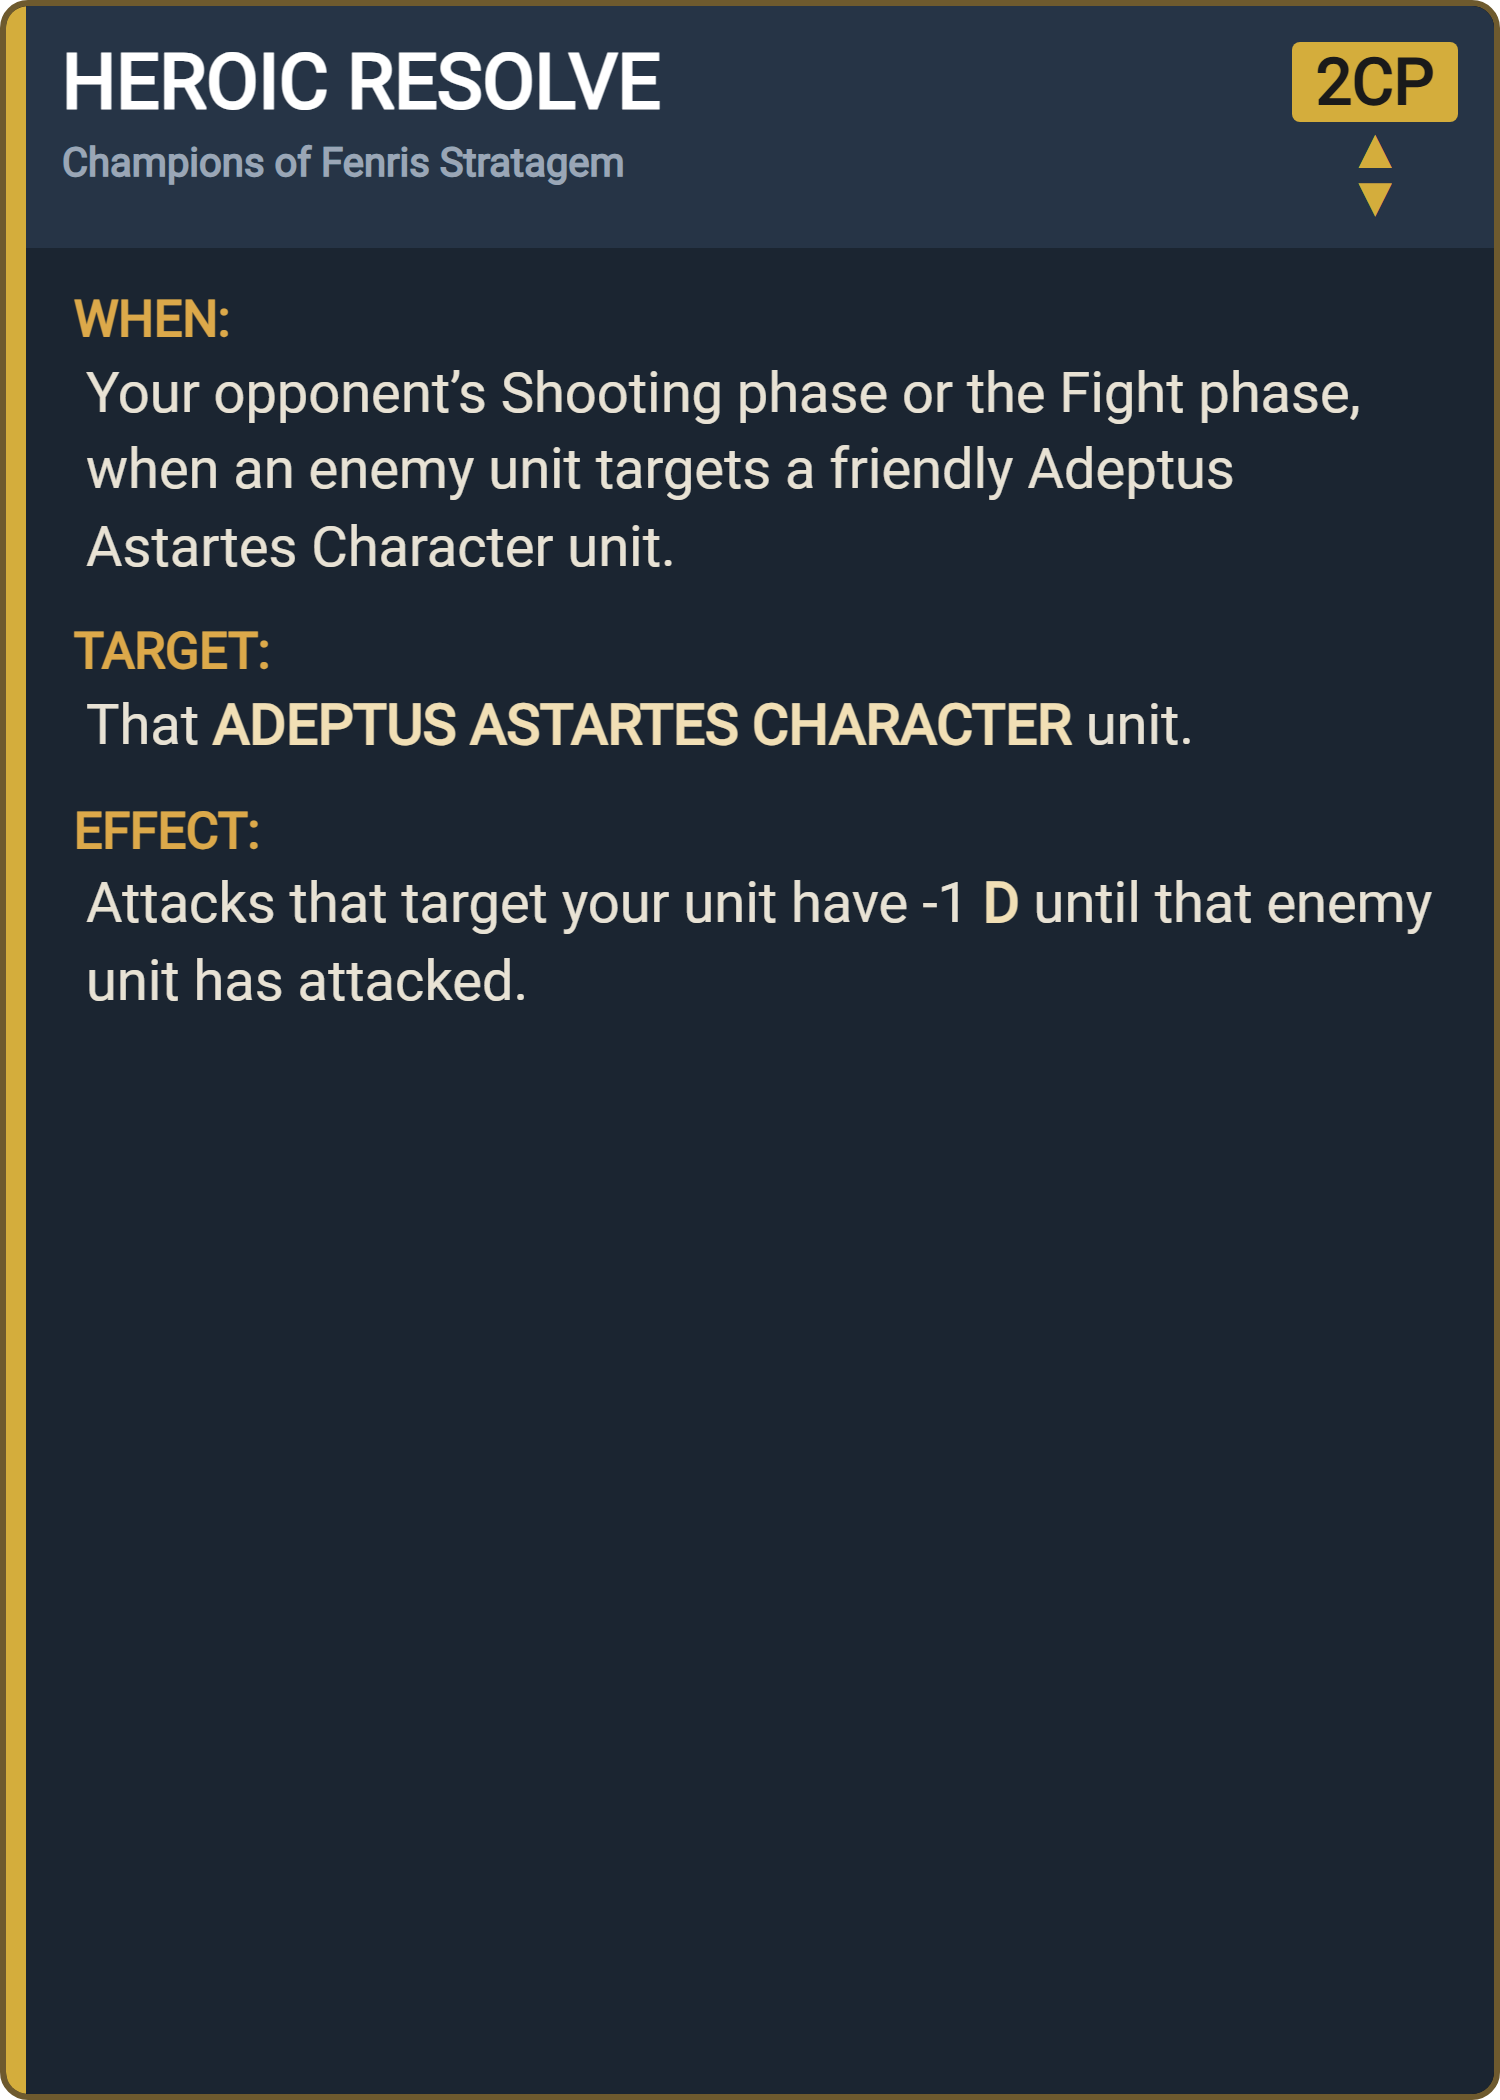 HEROIC RESOLVE
2CP
Champions of Fenris Stratagem
▲
▼
WHEN:
Your opponent’s Shooting phase or the Fight phase,
when an enemy unit targets a friendly Adeptus
Astartes Character unit.
TARGET:
That ADEPTUS ASTARTES CHARACTER unit.
EFFECT:
Attacks that target your unit have -1 D until that enemy
unit has attacked.